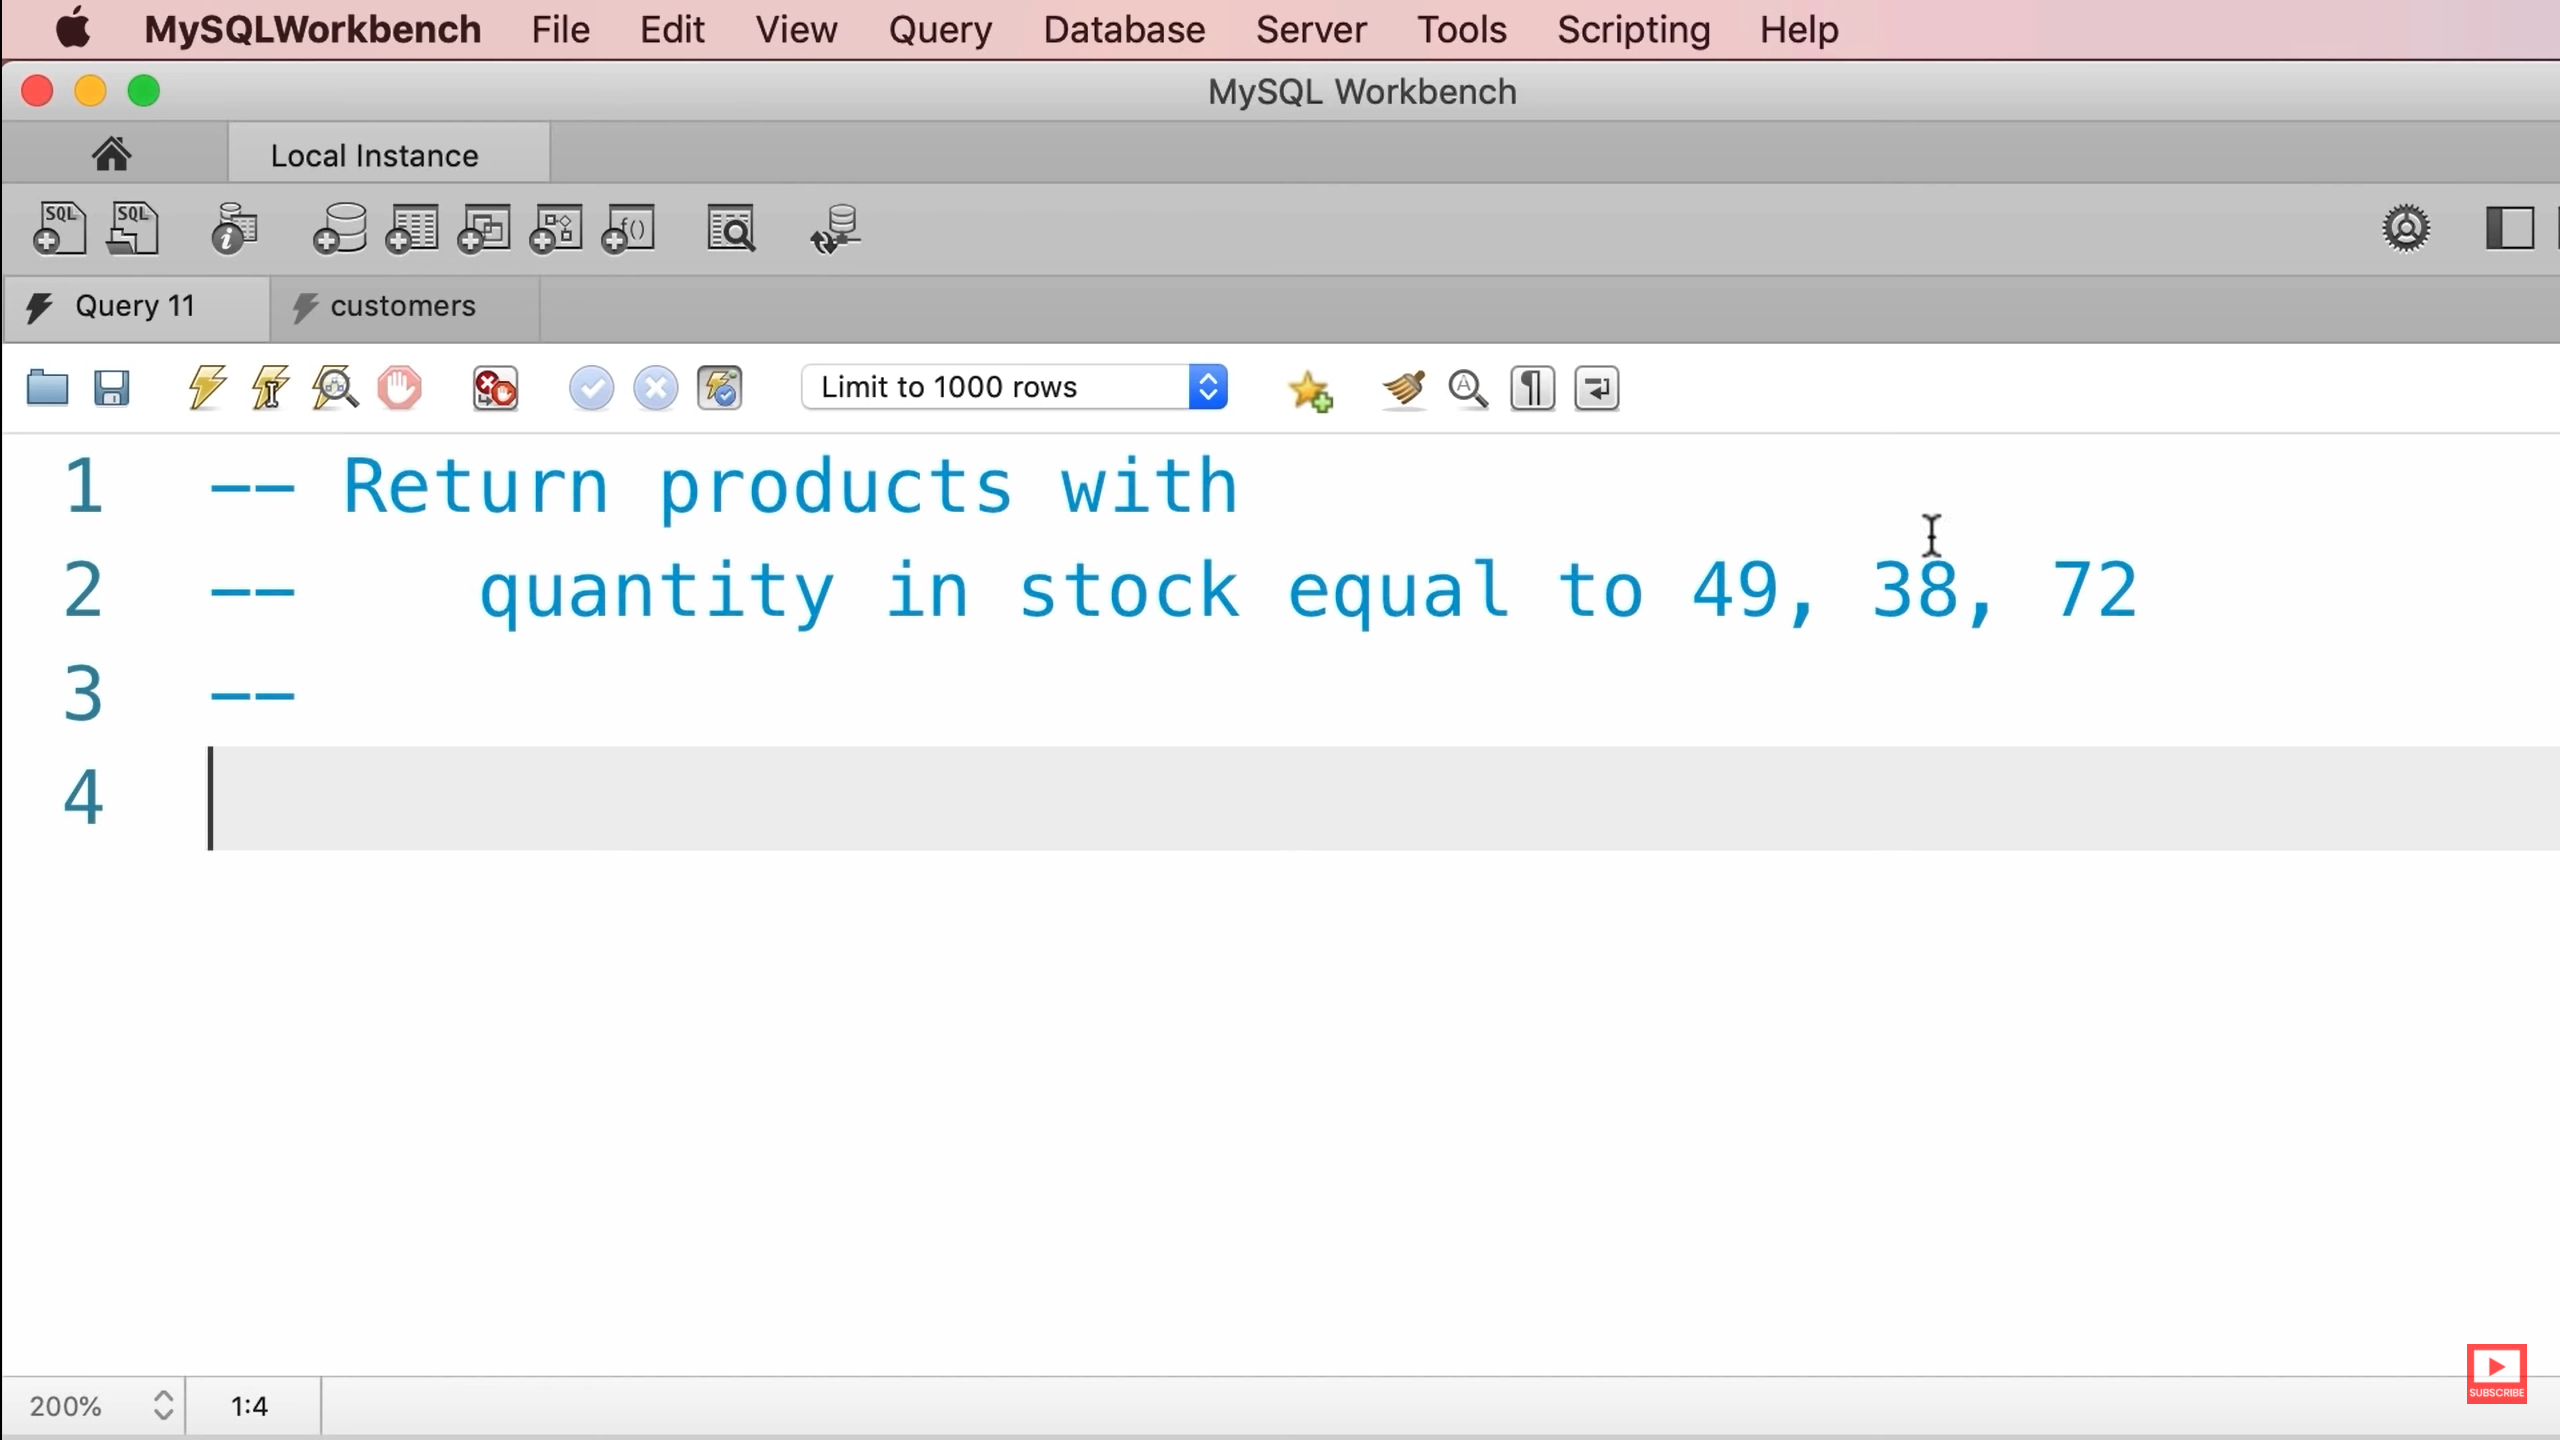 MySQLWorkbench File Edit View Query Database Server Tools Scripting Help
MySQL Workbench
Local Instance
SQL SQL i f()
Query 11 customers
Limit to 1000 rows
1 -- Return products with
2 -- quantity in stock equal to 49, 38, 72
3 --
4
200% 1:4
SUBSCRIBE